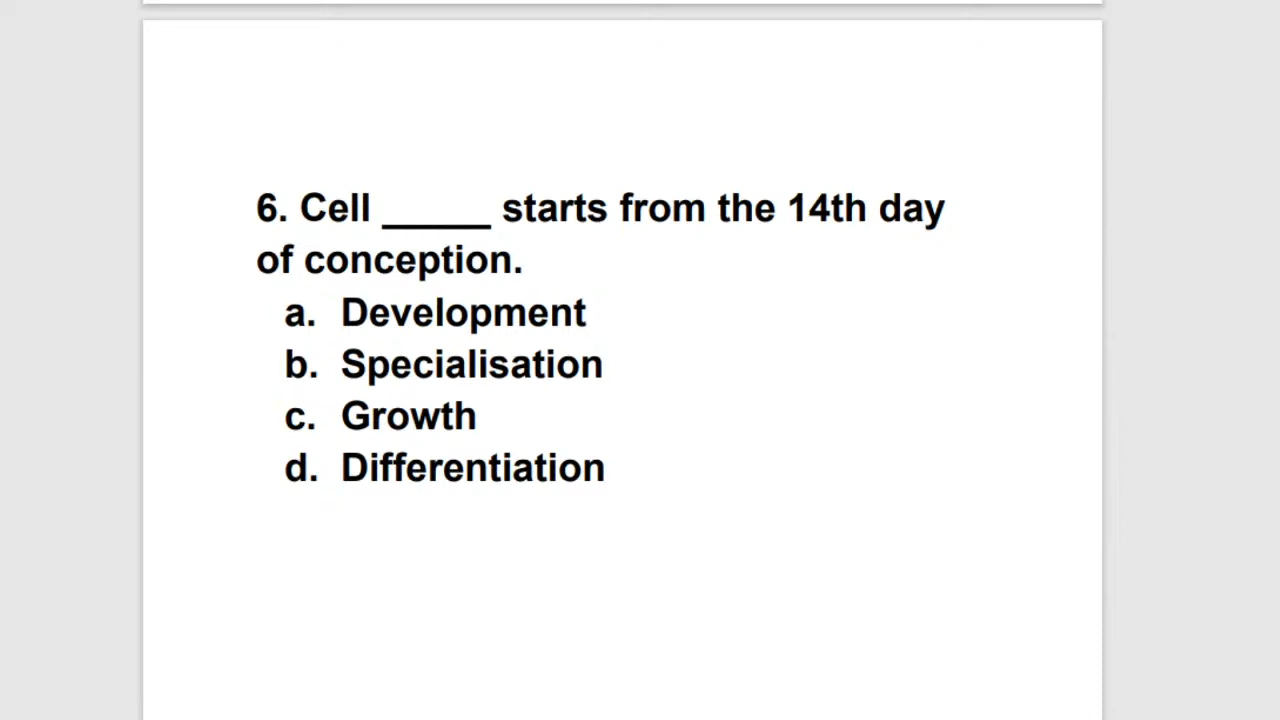 6. Cell _____ starts from the 14th day
of conception.
a. Development
b. Specialisation
c. Growth
d. Differentiation